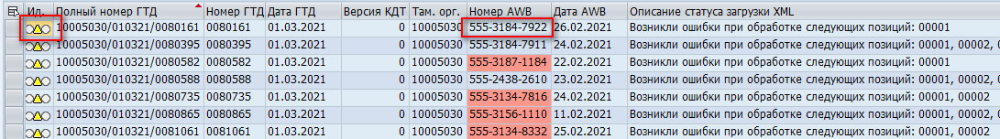 Ид. Полный номер ГТД Номер ГТД Дата ГТД Версия КДТ Там. орг. Номер AWB Дата AWB Описание статуса загрузки XML
10005030/010321/0080161 0080161 01.03.2021 0 10005030 555-3184-7922 26.02.2021 Возникли ошибки при обработке следующих позиций: 00001
10005030/010321/0080395 0080395 01.03.2021 0 10005030 555-3184-7911 24.02.2021 Возникли ошибки при обработке следующих позиций: 00001, 00002,
10005030/010321/0080582 0080582 01.03.2021 0 10005030 555-3187-1184 22.02.2021 Возникли ошибки при обработке следующих позиций: 00001
10005030/010321/0080588 0080588 01.03.2021 0 10005030 555-2438-2610 23.02.2021 Возникли ошибки при обработке следующих позиций: 00001, 00002,
10005030/010321/0080735 0080735 01.03.2021 0 10005030 555-3134-7816 24.02.2021 Возникли ошибки при обработке следующих позиций: 00001, 00002
10005030/010321/0080865 0080865 01.03.2021 0 10005030 555-3156-1110 11.02.2021 Возникли ошибки при обработке следующих позиций: 00001, 00002,
10005030/010321/0081061 0081061 01.03.2021 0 10005030 555-3134-8332 25.02.2021 Возникли ошибки при обработке следующих позиций: 00001, 00002